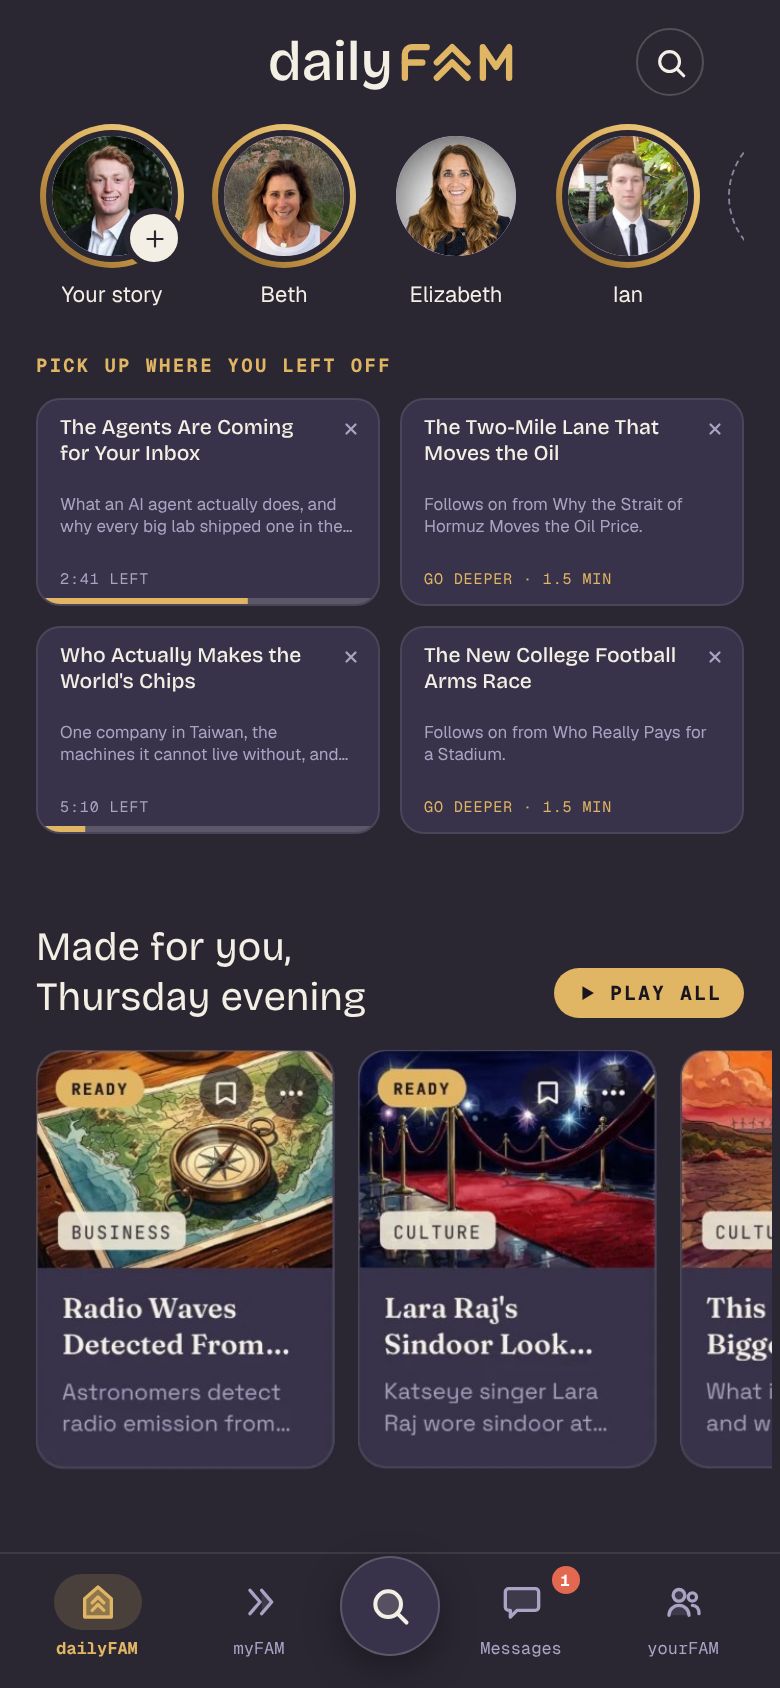 dailyFAM
Your story
Beth
Elizabeth
Ian
PICK UP WHERE YOU LEFT OFF
The Agents Are Coming
for Your Inbox
What an AI agent actually does, and
why every big lab shipped one in the…
2:41 LEFT
The Two-Mile Lane That
Moves the Oil
Follows on from Why the Strait of
Hormuz Moves the Oil Price.
GO DEEPER · 1.5 MIN
Who Actually Makes the
World's Chips
One company in Taiwan, the
machines it cannot live without, and…
5:10 LEFT
The New College Football
Arms Race
Follows on from Who Really Pays for
a Stadium.
GO DEEPER · 1.5 MIN
Made for you,
Thursday evening
PLAY ALL
READY
BUSINESS
Radio Waves
Detected From…
Astronomers detect
radio emission from…
READY
CULTURE
Lara Raj's
Sindoor Look…
Katseye singer Lara
Raj wore sindoor at…
CULTU
This
Bigg
What i
and w
dailyFAM
myFAM
1
Messages
yourFAM